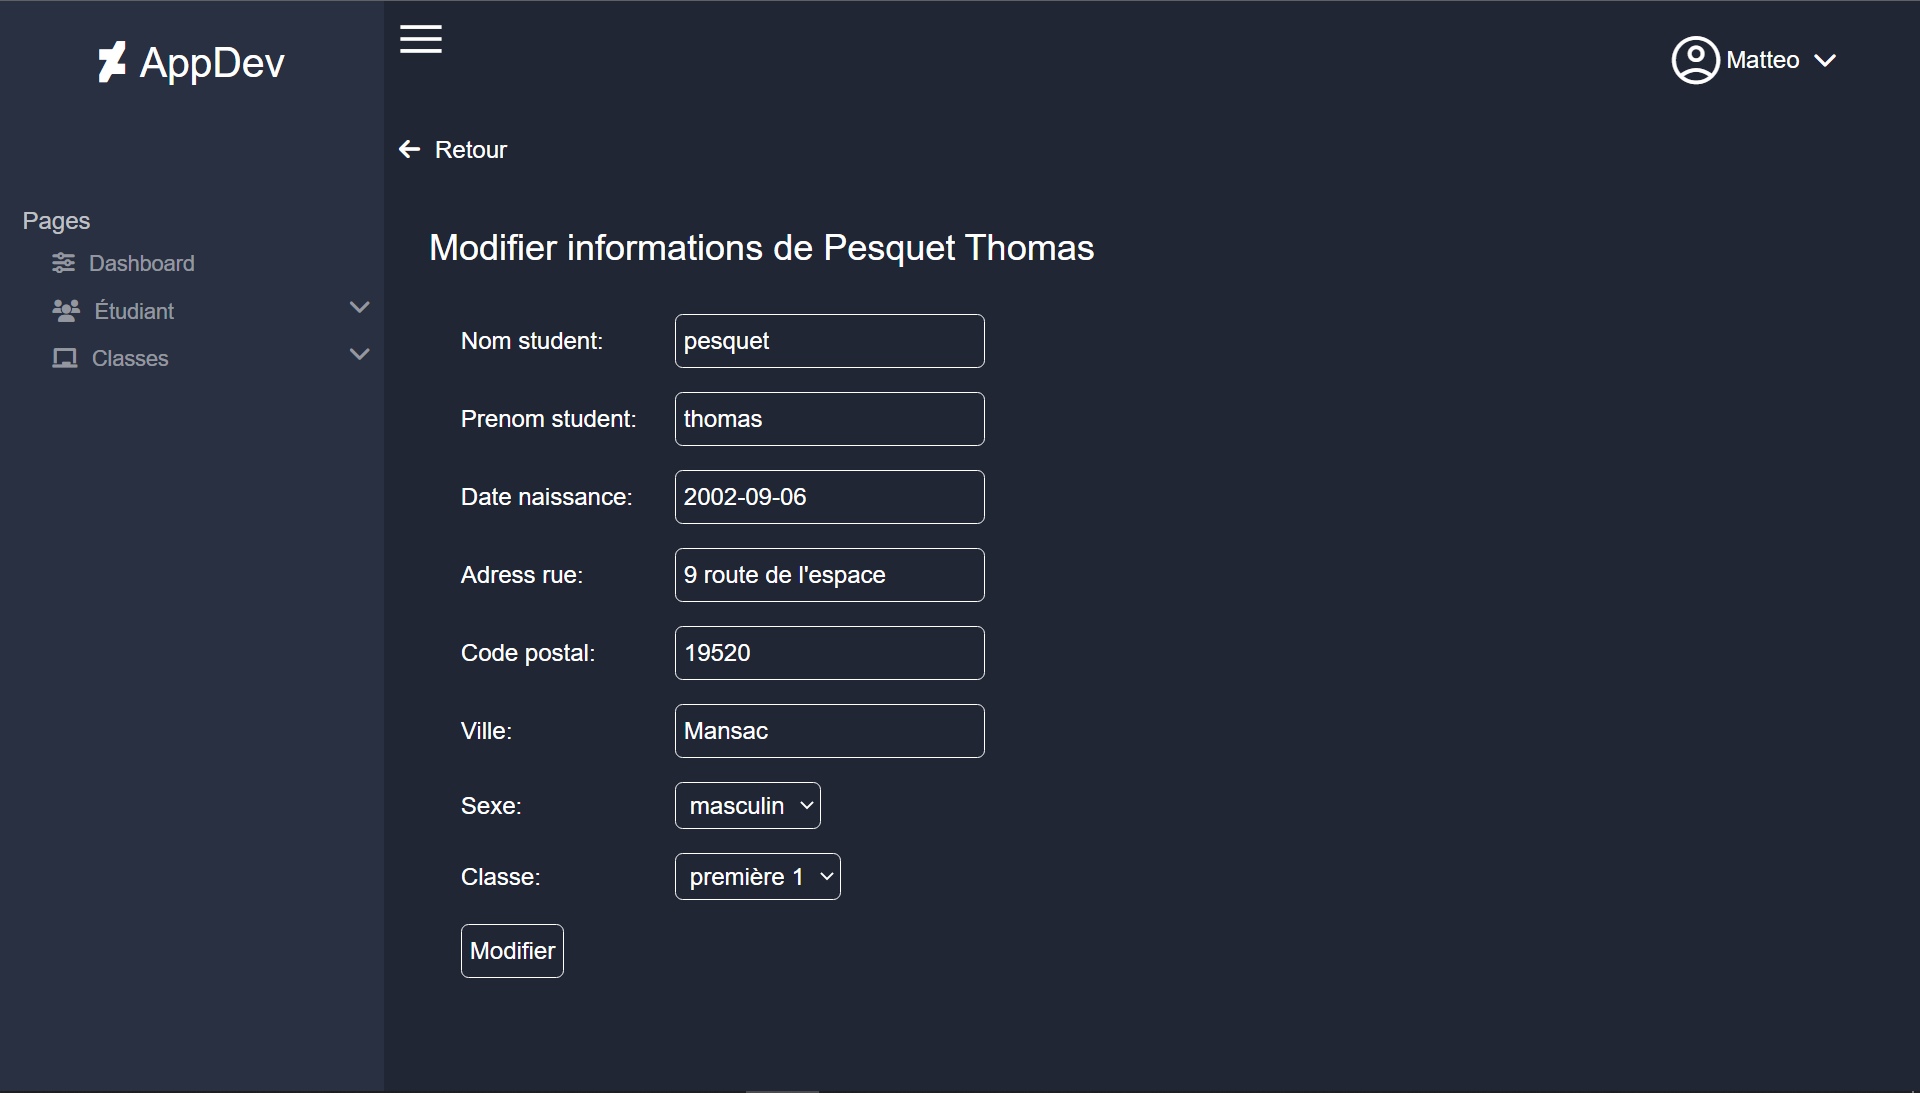 AppDev
Matteo
Retour
Pages
Dashboard
Étudiant
Classes
Modifier informations de Pesquet Thomas
Nom student: pesquet
Prenom student: thomas
Date naissance: 2002-09-06
Adress rue: 9 route de l'espace
Code postal: 19520
Ville: Mansac
Sexe: masculin
Classe: première 1
Modifier